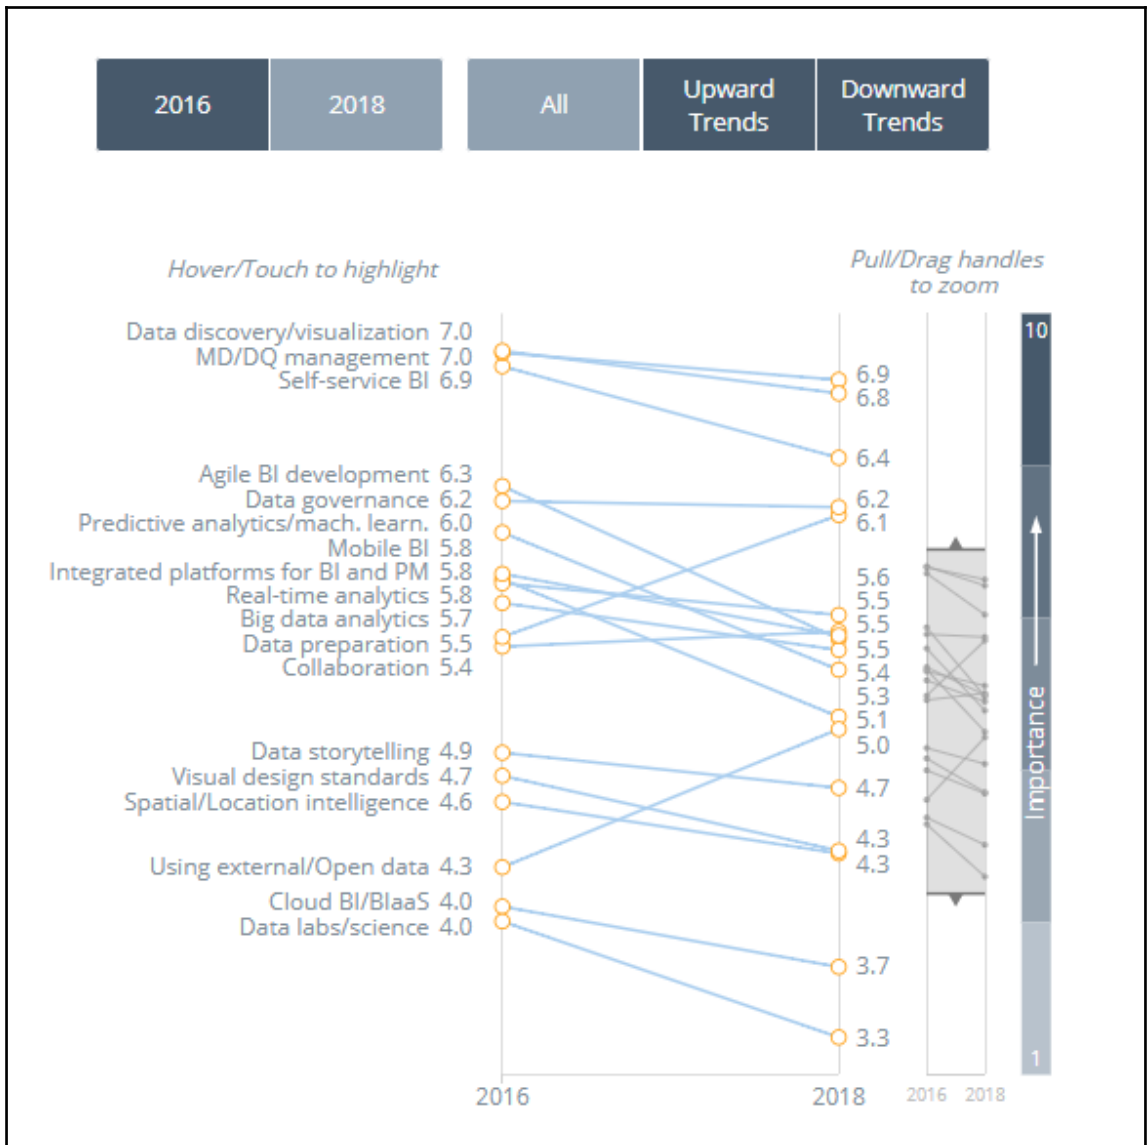 2016
2018
All
Upward
Trends
Downward
Trends
Hover/Touch to highlight
Pull/Drag handles
to zoom
Data discovery/visualization 7.0
MD/DQ management 7.0
Self-service BI 6.9
Agile BI development 6.3
Data governance 6.2
Predictive analytics/mach. learn. 6.0
Mobile BI 5.8
Integrated platforms for BI and PM 5.8
Real-time analytics 5.8
Big data analytics 5.7
Data preparation 5.5
Collaboration 5.4
Data storytelling 4.9
Visual design standards 4.7
Spatial/Location intelligence 4.6
Using external/Open data 4.3
Cloud BI/BIaaS 4.0
Data labs/science 4.0
6.9
6.8
6.4
6.2
6.1
5.6
5.5
5.5
5.5
5.4
5.3
5.1
5.0
4.7
4.3
4.3
3.7
3.3
2016
2018
2016
2018
10
Importance
1